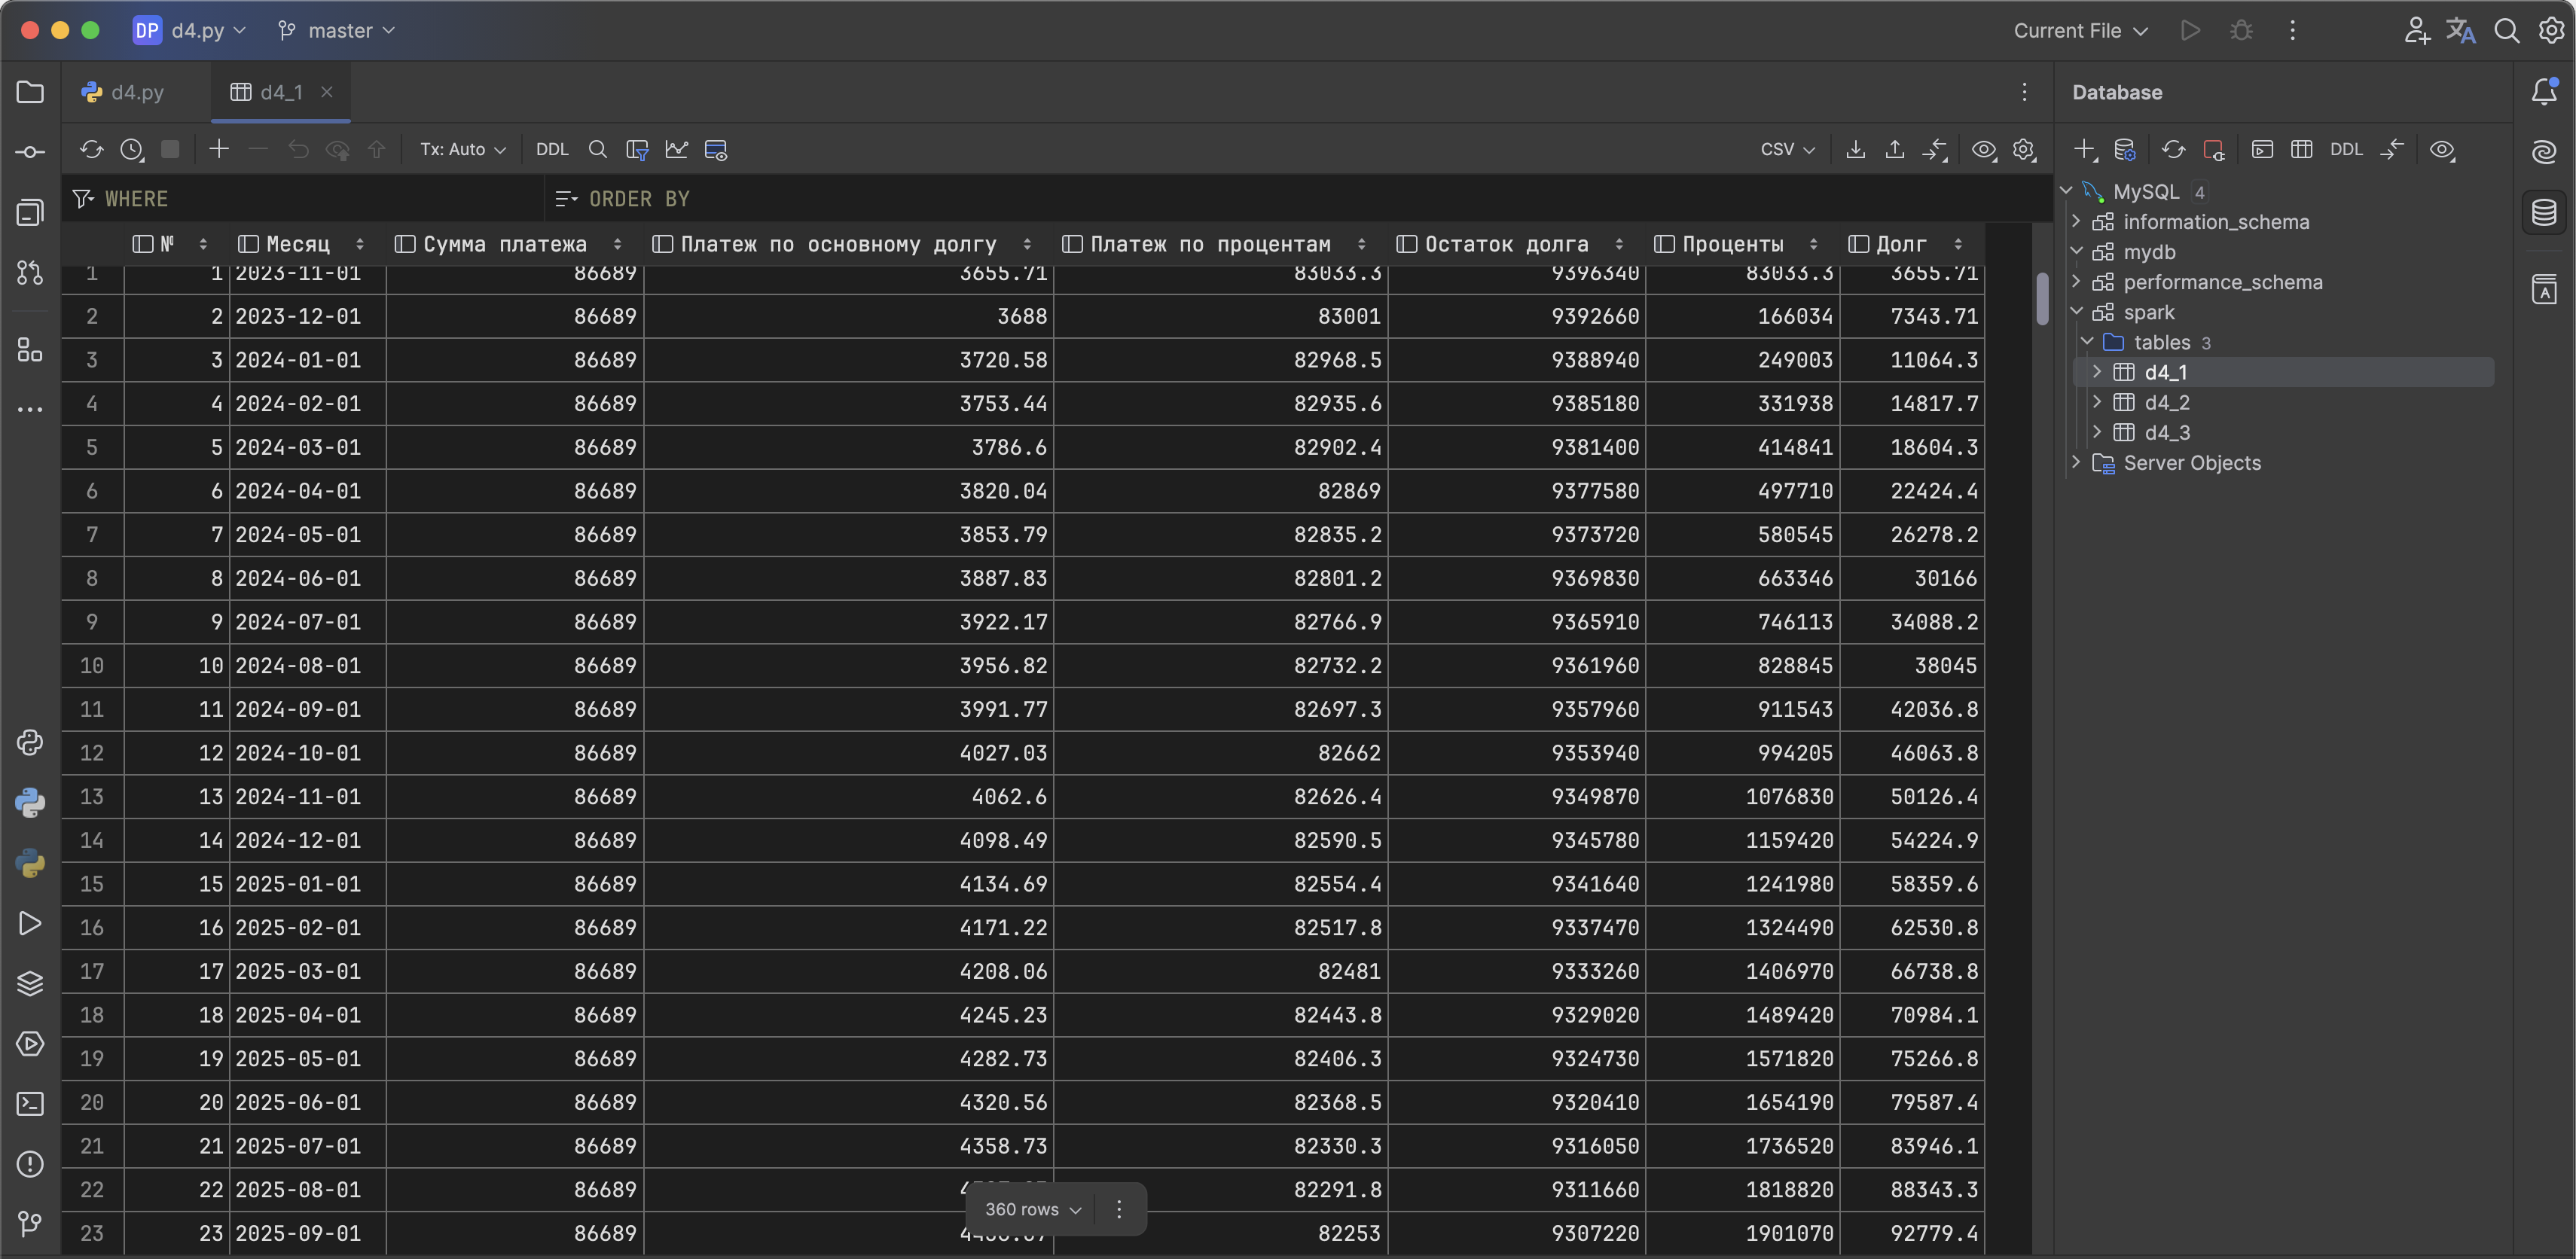 DP d4.py master Current File
d4.py d4_1 Database
Tx: Auto DDL CSV DDL
WHERE ORDER BY
№ Месяц Сумма платежа Платеж по основному долгу Платеж по процентам Остаток долга Проценты Долг
1 1 2023-11-01 86689 3655.71 83033.3 9396340 83033.3 3655.71
2 2 2023-12-01 86689 3688 83001 9392660 166034 7343.71
3 3 2024-01-01 86689 3720.58 82968.5 9388940 249003 11064.3
4 4 2024-02-01 86689 3753.44 82935.6 9385180 331938 14817.7
5 5 2024-03-01 86689 3786.6 82902.4 9381400 414841 18604.3
6 6 2024-04-01 86689 3820.04 82869 9377580 497710 22424.4
7 7 2024-05-01 86689 3853.79 82835.2 9373720 580545 26278.2
8 8 2024-06-01 86689 3887.83 82801.2 9369830 663346 30166
9 9 2024-07-01 86689 3922.17 82766.9 9365910 746113 34088.2
10 10 2024-08-01 86689 3956.82 82732.2 9361960 828845 38045
11 11 2024-09-01 86689 3991.77 82697.3 9357960 911543 42036.8
12 12 2024-10-01 86689 4027.03 82662 9353940 994205 46063.8
13 13 2024-11-01 86689 4062.6 82626.4 9349870 1076830 50126.4
14 14 2024-12-01 86689 4098.49 82590.5 9345780 1159420 54224.9
15 15 2025-01-01 86689 4134.69 82554.4 9341640 1241980 58359.6
16 16 2025-02-01 86689 4171.22 82517.8 9337470 1324490 62530.8
17 17 2025-03-01 86689 4208.06 82481 9333260 1406970 66738.8
18 18 2025-04-01 86689 4245.23 82443.8 9329020 1489420 70984.1
19 19 2025-05-01 86689 4282.73 82406.3 9324730 1571820 75266.8
20 20 2025-06-01 86689 4320.56 82368.5 9320410 1654190 79587.4
21 21 2025-07-01 86689 4358.73 82330.3 9316050 1736520 83946.1
22 22 2025-08-01 86689 82291.8 9311660 1818820 88343.3
23 23 2025-09-01 86689 82253 9307220 1901070 92779.4
360 rows
MySQL 4
information_schema
mydb
performance_schema
spark
tables 3
d4_1
d4_2
d4_3
Server Objects